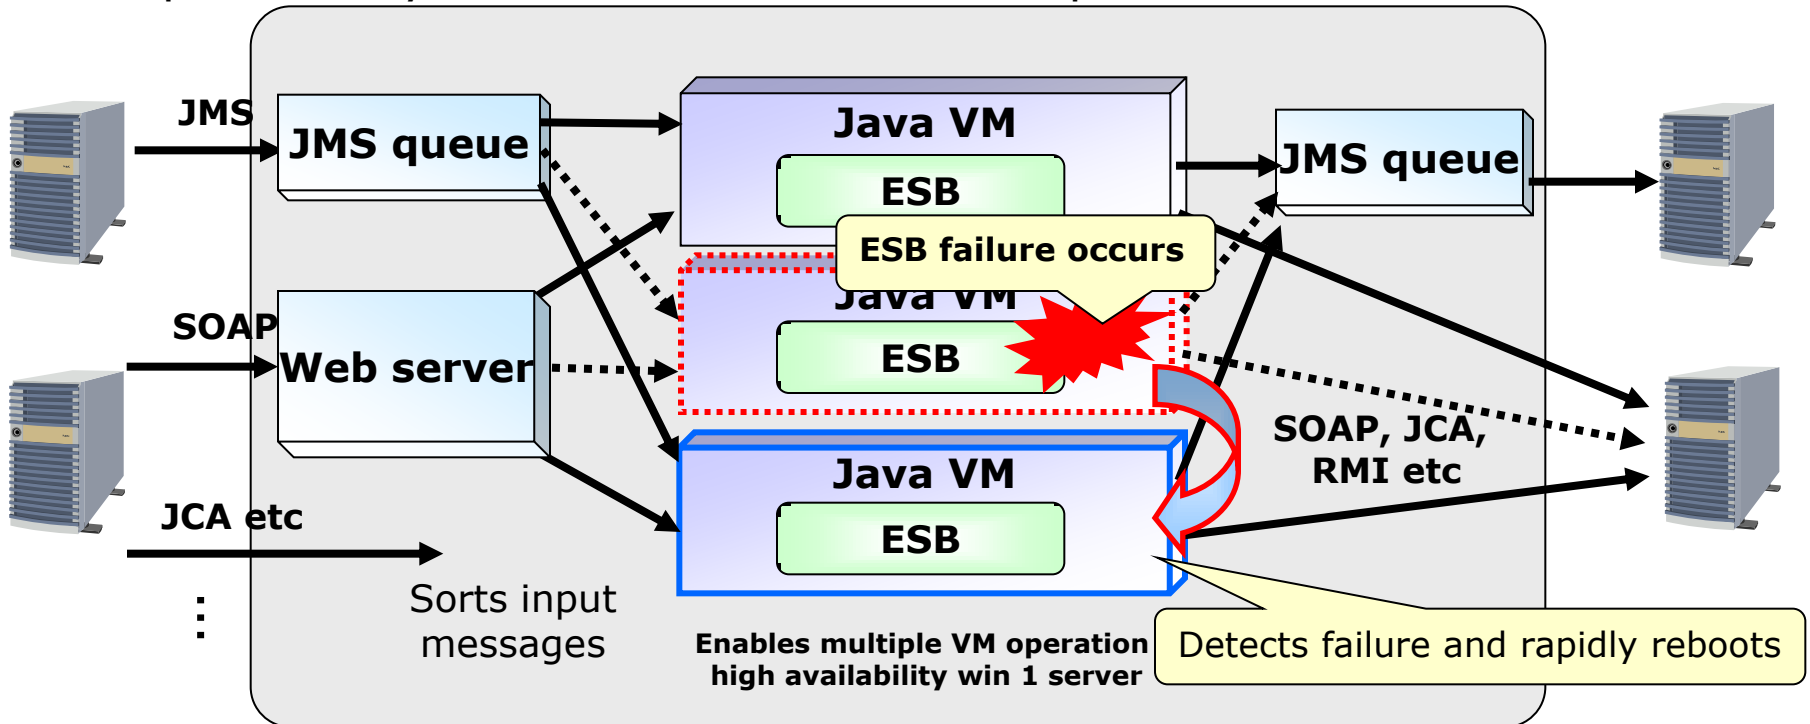 JMS
JMS queue
Java VM
ESB
JMS queue
ESB failure occurs
SOAP
Web server
Java VM
ESB
SOAP, JCA,
RMI etc
Java VM
ESB
JCA etc
Sorts input
messages
Enables multiple VM operation
high availability win 1 server
Detects failure and rapidly reboots